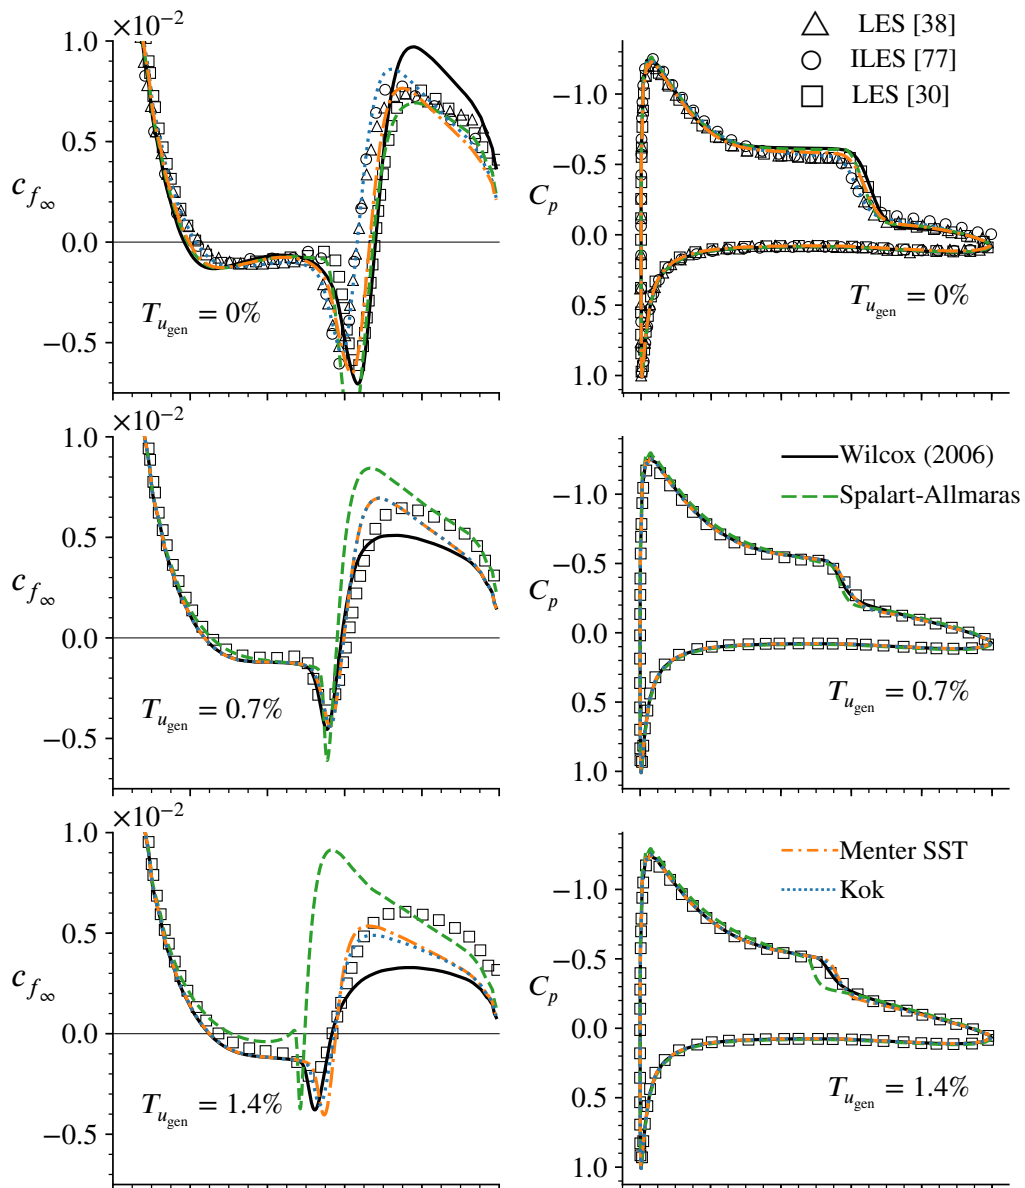 ×10⁻²
1.0
0.5
0.0
−0.5
c_f∞
T_u_gen = 0%
LES [38]
ILES [77]
LES [30]
−1.0
−0.5
0.0
0.5
1.0
C_p
T_u_gen = 0%
×10⁻²
1.0
0.5
0.0
−0.5
c_f∞
T_u_gen = 0.7%
Wilcox (2006)
Spalart-Allmaras
−1.0
−0.5
0.0
0.5
1.0
C_p
T_u_gen = 0.7%
×10⁻²
1.0
0.5
0.0
−0.5
c_f∞
T_u_gen = 1.4%
Menter SST
Kok
−1.0
−0.5
0.0
0.5
1.0
C_p
T_u_gen = 1.4%